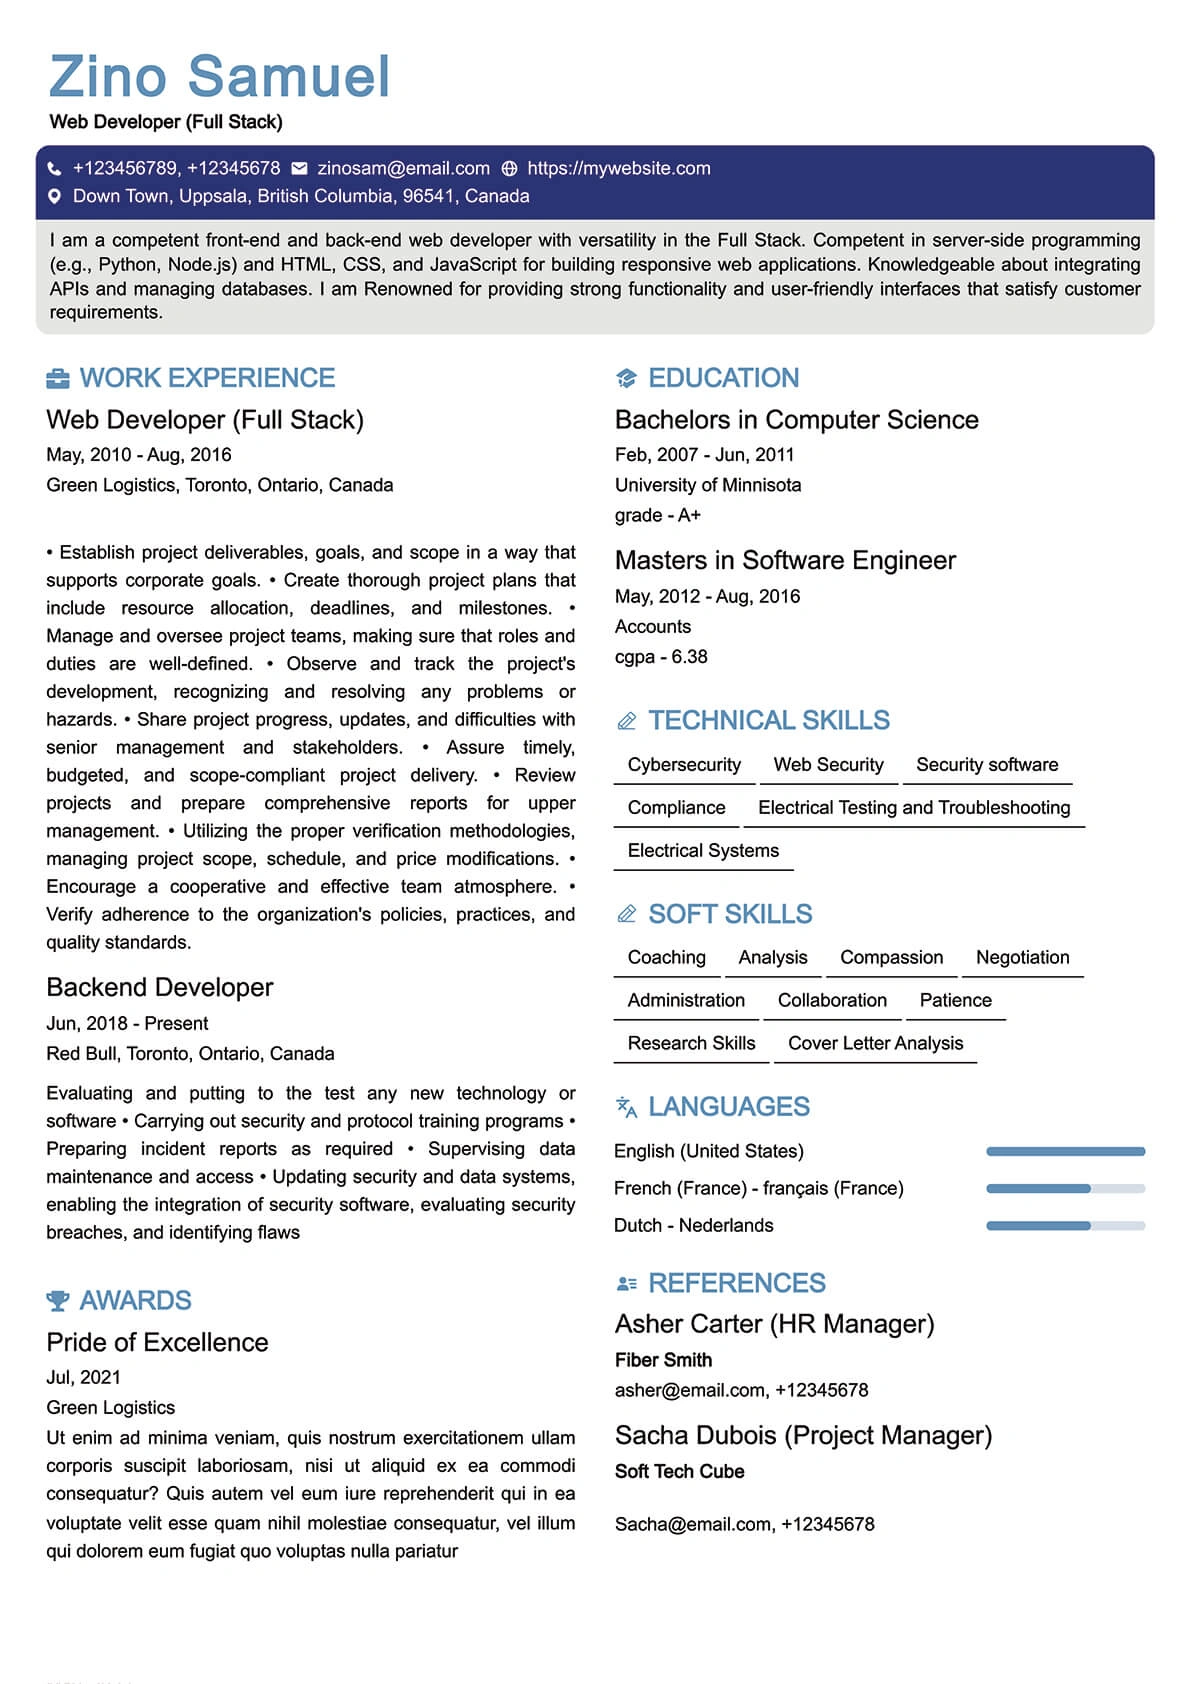 Zino Samuel
Web Developer (Full Stack)
+123456789, +12345678 zinosam@email.com https://mywebsite.com
Down Town, Uppsala, British Columbia, 96541, Canada
I am a competent front-end and back-end web developer with versatility in the Full Stack. Competent in server-side programming
(e.g., Python, Node.js) and HTML, CSS, and JavaScript for building responsive web applications. Knowledgeable about integrating
APIs and managing databases. I am Renowned for providing strong functionality and user-friendly interfaces that satisfy customer
requirements.
WORK EXPERIENCE
Web Developer (Full Stack)
May, 2010 - Aug, 2016
Green Logistics, Toronto, Ontario, Canada
• Establish project deliverables, goals, and scope in a way that
supports corporate goals. • Create thorough project plans that
include resource allocation, deadlines, and milestones. •
Manage and oversee project teams, making sure that roles and
duties are well-defined. • Observe and track the project's
development, recognizing and resolving any problems or
hazards. • Share project progress, updates, and difficulties with
senior management and stakeholders. • Assure timely,
budgeted, and scope-compliant project delivery. • Review
projects and prepare comprehensive reports for upper
management. • Utilizing the proper verification methodologies,
managing project scope, schedule, and price modifications. •
Encourage a cooperative and effective team atmosphere. •
Verify adherence to the organization's policies, practices, and
quality standards.
Backend Developer
Jun, 2018 - Present
Red Bull, Toronto, Ontario, Canada
Evaluating and putting to the test any new technology or
software • Carrying out security and protocol training programs •
Preparing incident reports as required • Supervising data
maintenance and access • Updating security and data systems,
enabling the integration of security software, evaluating security
breaches, and identifying flaws
AWARDS
Pride of Excellence
Jul, 2021
Green Logistics
Ut enim ad minima veniam, quis nostrum exercitationem ullam
corporis suscipit laboriosam, nisi ut aliquid ex ea commodi
consequatur? Quis autem vel eum iure reprehenderit qui in ea
voluptate velit esse quam nihil molestiae consequatur, vel illum
qui dolorem eum fugiat quo voluptas nulla pariatur
EDUCATION
Bachelors in Computer Science
Feb, 2007 - Jun, 2011
University of Minnisota
grade - A+
Masters in Software Engineer
May, 2012 - Aug, 2016
Accounts
cgpa - 6.38
TECHNICAL SKILLS
Cybersecurity Web Security Security software
Compliance Electrical Testing and Troubleshooting
Electrical Systems
SOFT SKILLS
Coaching Analysis Compassion Negotiation
Administration Collaboration Patience
Research Skills Cover Letter Analysis
LANGUAGES
English (United States)
French (France) - français (France)
Dutch - Nederlands
REFERENCES
Asher Carter (HR Manager)
Fiber Smith
asher@email.com, +12345678
Sacha Dubois (Project Manager)
Soft Tech Cube
Sacha@email.com, +12345678